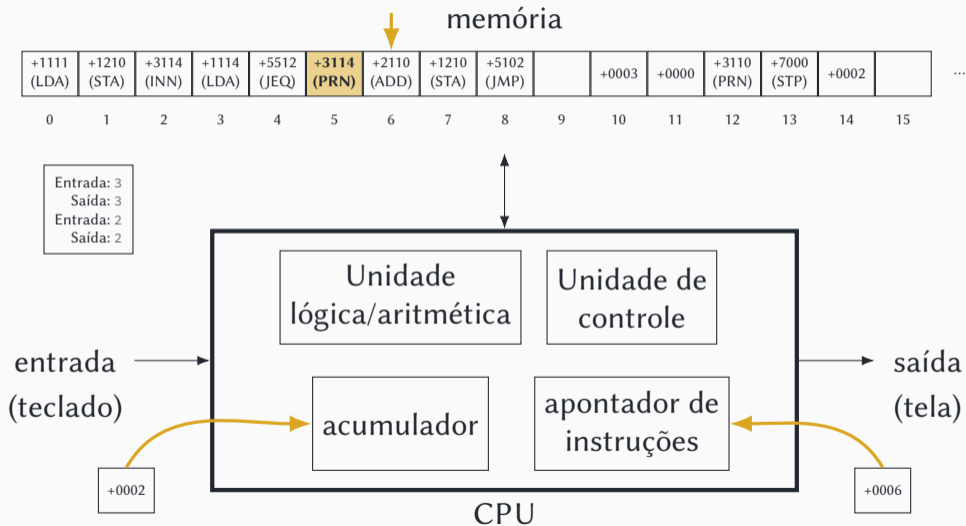 memória
+1111 +1210 +3114 +1114 +5512 +3114 +2110 +1210 +5102 +0003 +0000 +3110 +7000 +0002 ...
(LDA) (STA) (INN) (LDA) (JEQ) (PRN) (ADD) (STA) (JMP) (PRN) (STP)
0 1 2 3 4 5 6 7 8 9 10 11 12 13 14 15
Entrada: 3
Saída: 3
Entrada: 2
Saída: 2
Unidade
lógica/aritmética
Unidade de
controle
entrada
(teclado)
saída
(tela)
acumulador
apontador de
instruções
+0002
+0006
CPU